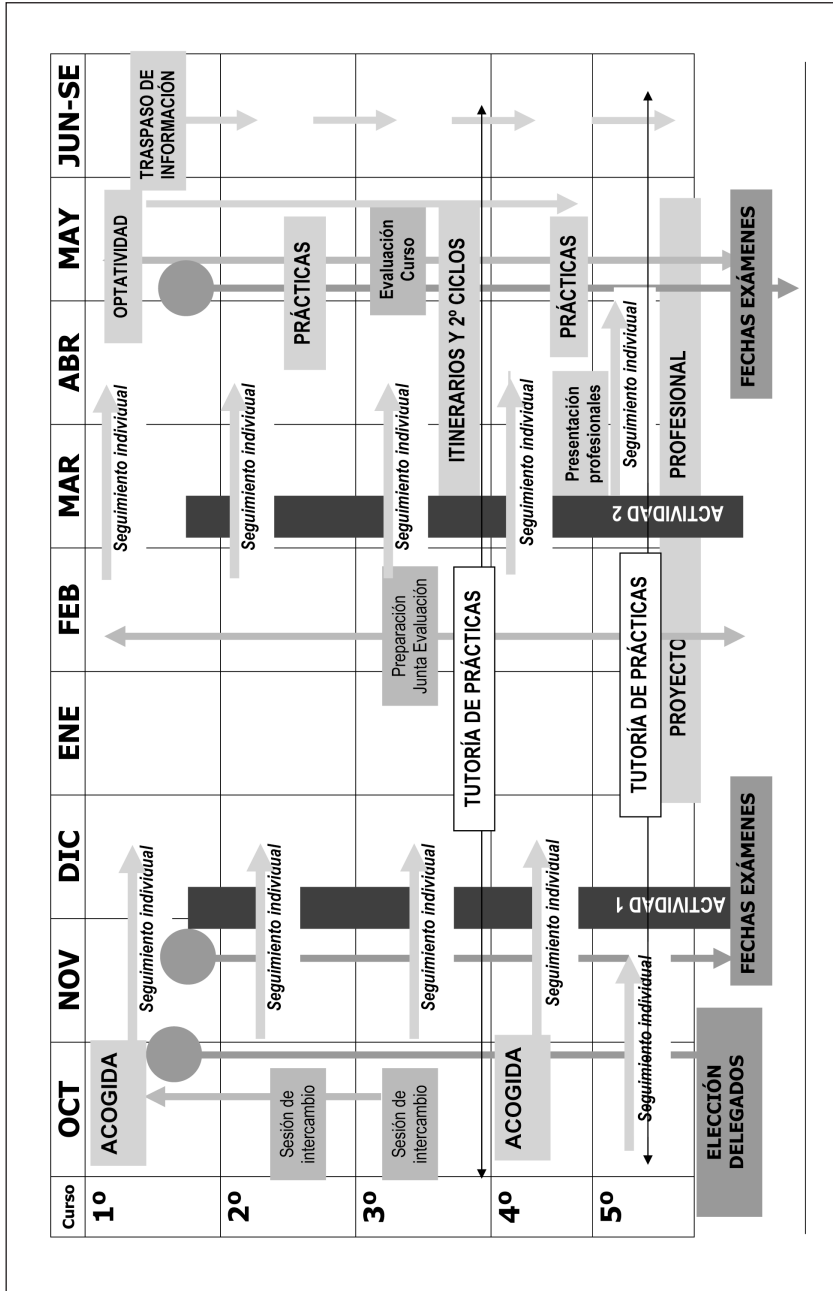 Curso
OCT
NOV
DIC
ENE
FEB
MAR
ABR
MAY
JUN-SE
1º
ACOGIDA
Seguimiento individual
Seguimiento individual
OPTATIVIDAD
TRASPASO DE
INFORMACIÓN
2º
Sesión de
intercambio
Seguimiento individual
Seguimiento individual
PRÁCTICAS
3º
Sesión de
intercambio
Seguimiento individual
Preparación
Junta Evaluación
Seguimiento individual
Evaluación
Curso
TUTORÍA DE PRÁCTICAS
ITINERARIOS Y 2º CICLOS
4º
ACOGIDA
Seguimiento individual
Seguimiento individual
Presentación
profesionales
PRÁCTICAS
5º
Seguimiento individual
ACTIVIDAD 1
TUTORÍA DE PRÁCTICAS
ACTIVIDAD 2
Seguimiento individual
PROYECTO
PROFESIONAL
ELECCIÓN
DELEGADOS
FECHAS EXÁMENES
FECHAS EXÁMENES